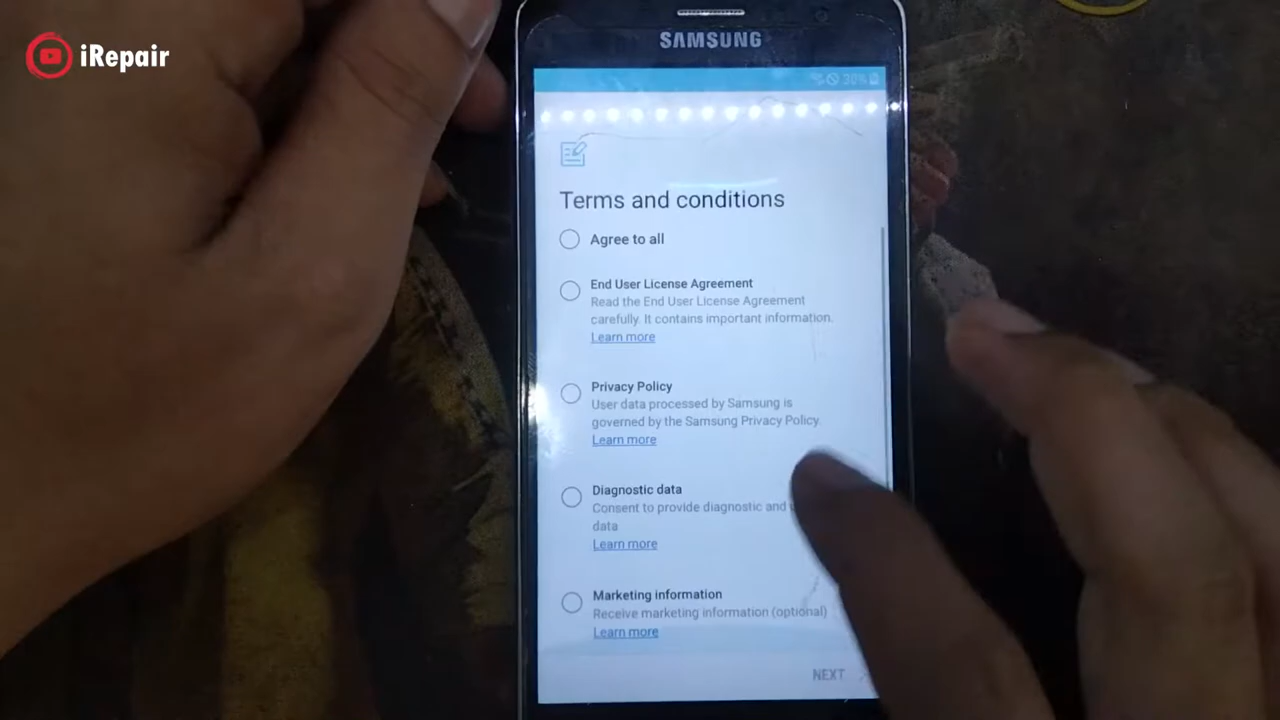 iRepair
SAMSUNG
30%
Terms and conditions
Agree to all
End User License Agreement
Read the End User License Agreement
carefully. It contains important information.
Learn more
Privacy Policy
User data processed by Samsung is
governed by the Samsung Privacy Policy.
Learn more
Diagnostic data
Consent to provide diagnostic and
data
Learn more
Marketing information
Receive marketing information (optional)
Learn more
NEXT